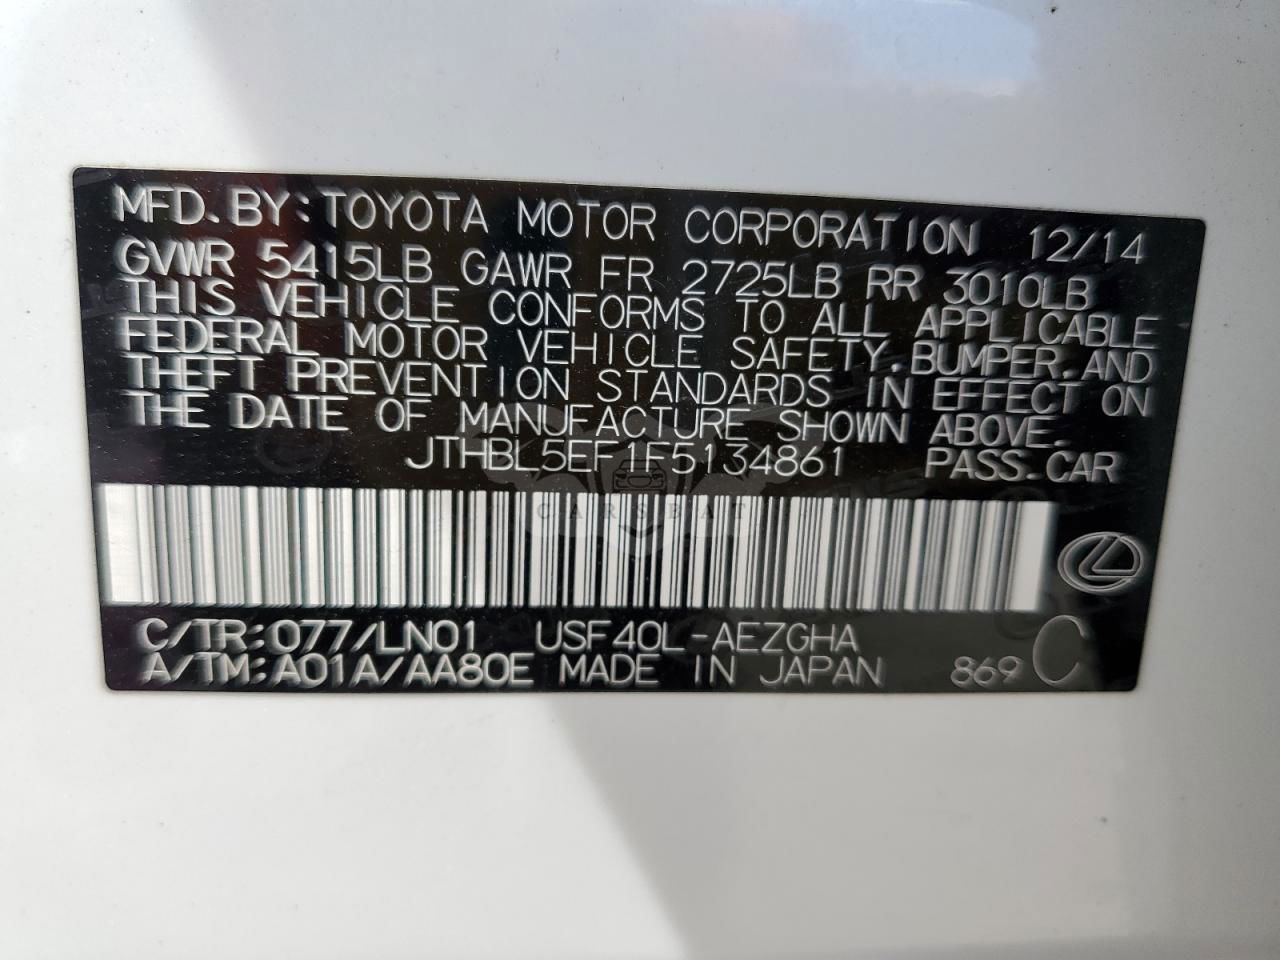 MFD. BY: TOYOTA MOTOR CORPORATION 12/14
GVWR 5415LB GAWR FR 2725LB RR 3010LB
THIS VEHICLE CONFORMS TO ALL APPLICABLE
FEDERAL MOTOR VEHICLE SAFETY, BUMPER, AND
THEFT PREVENTION STANDARDS IN EFFECT ON
THE DATE OF MANUFACTURE SHOWN ABOVE.
JTHBL5EF1F5134861 PASS. CAR
CARSBAT
C/TR: 077/LN01 USF40L-AEZGHA
A/TM: A01A/AA80E MADE IN JAPAN 869 C